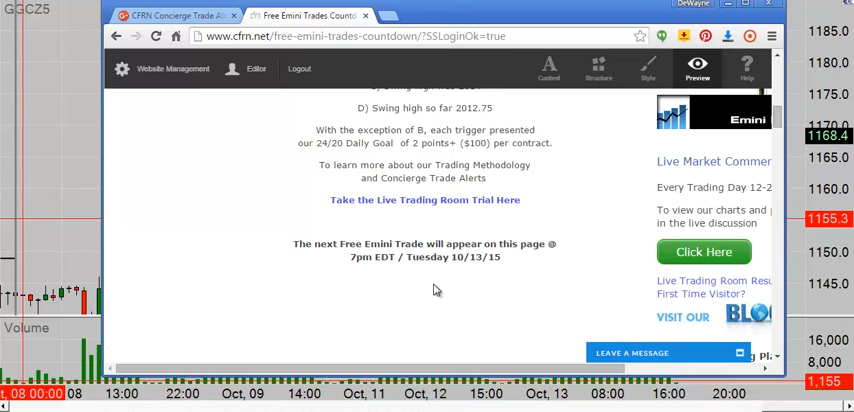 GGCZ5
CFRN Concierge Trade Al
Free Emini Trades Countd
DeWayne
www.cfrn.net/free-emini-trades-countdown/?SSLoginOk=true
Website Management
Editor
Logout
Content
Structure
Style
Preview
Help
D) Swing high so far 2012.75
With the exception of B, each trigger presented
our 24/20 Daily Goal of 2 points+ ($100) per contract.
To learn more about our Trading Methodology
and Concierge Trade Alerts
Take the Live Trading Room Trial Here
The next Free Emini Trade will appear on this page @
7pm EDT / Tuesday 10/13/15
Emini
Live Market Commer
Every Trading Day 12-2
To view our charts and p
in the live discussion
Click Here
Live Trading Room Resu
First Time Visitor?
VISIT OUR BLO
LEAVE A MESSAGE
Pl
1185.0
1180.0
1175.0
1170.0
1168.4
1165.0
1160.0
1155.3
1150.0
1145.0
Volume
16,000
8,000
1,155
t, 08 00:00 08 13:00 22:00 Oct, 09 14:00 Oct, 11 Oct, 12 15:00 Oct, 13 16:00 20:00